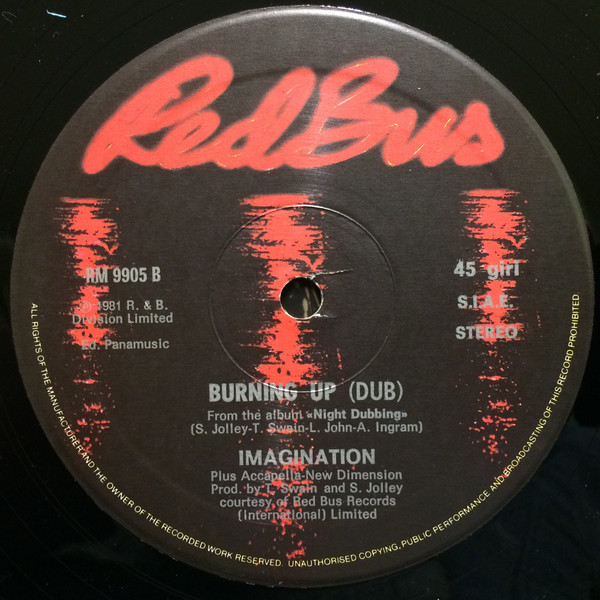 Red Bus
RM 9905 B
℗ 1981 R. & B.
Division Limited
Ed. Panamusic
45 giri
S.I.A.E.
STEREO
BURNING UP (DUB)
From the album «Night Dubbing»
(S. Jolley-T. Swain-L. John-A. Ingram)
IMAGINATION
Plus Accapella-New Dimension
Prod. by T. Swain and S. Jolley
courtesy of Red Bus Records
(International) Limited
ALL RIGHTS OF THE MANUFACTURER AND THE OWNER OF THE RECORDED WORK RESERVED. UNAUTHORISED COPYING, PUBLIC PERFORMANCE AND BROADCASTING OF THIS RECORD PROHIBITED